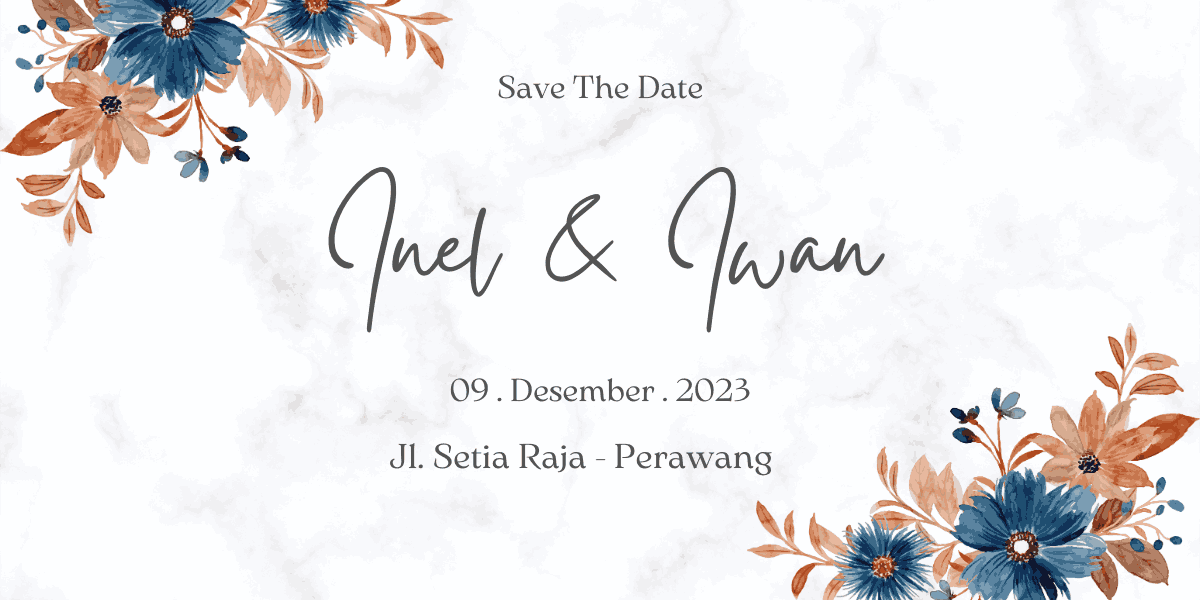 Save The Date
Inel & Iwan
09 . Desember . 2023
Jl. Setia Raja - Perawang